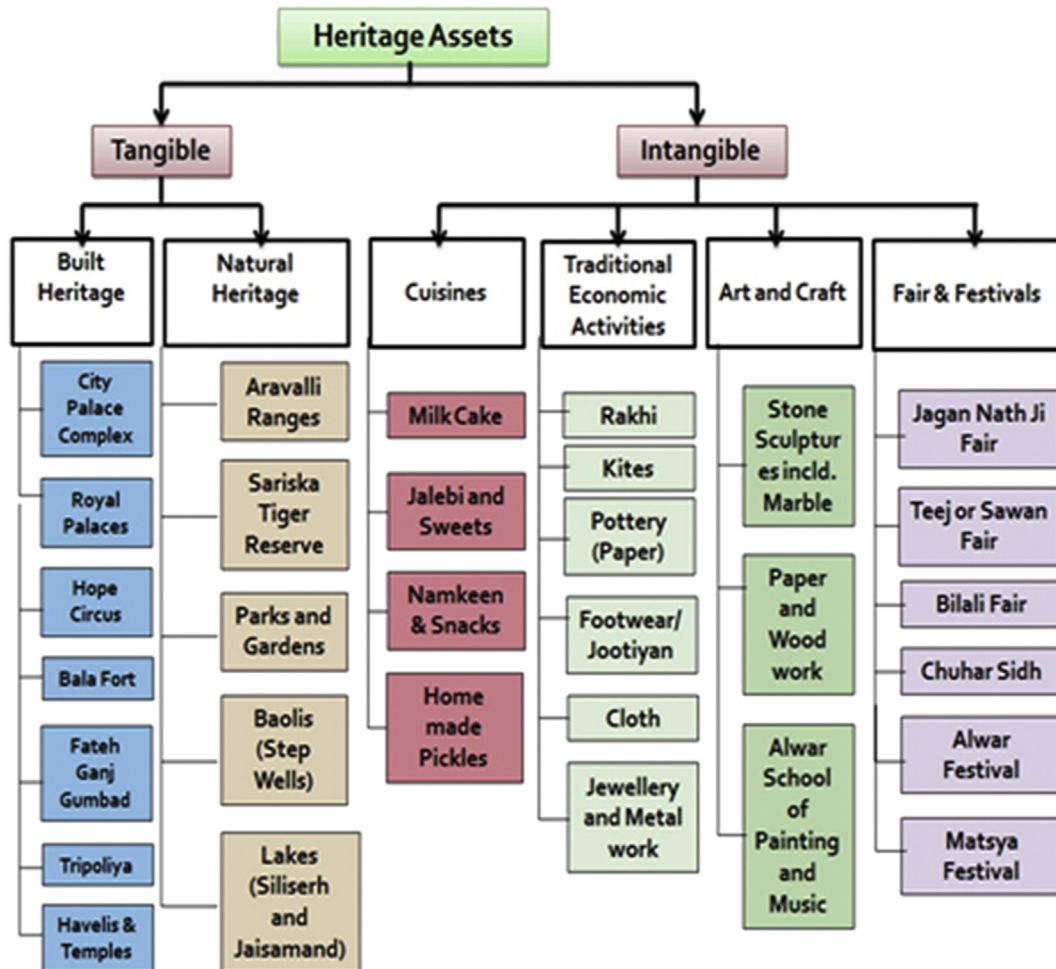 Heritage Assets
Tangible
Intangible
Built
Heritage
Natural
Heritage
Cuisines
Traditional
Economic
Activities
Art and Craft
Fair & Festivals
City
Palace
Complex
Royal
Palaces
Hope
Circus
Bala Fort
Fateh
Ganj
Gumbad
Tripoliya
Havelis &
Temples
Aravalli
Ranges
Sariska
Tiger
Reserve
Parks and
Gardens
Baolis
(Step
Wells)
Lakes
(Siliserh
and
Jaisamand)
Milk Cake
Jalebi and
Sweets
Namkeen
& Snacks
Home
made
Pickles
Rakhi
Kites
Pottery
(Paper)
Footwear/
Jootiyan
Cloth
Jewellery
and Metal
work
Stone
Sculptur
es incld.
Marble
Paper
and
Wood
work
Alwar
School
of
Painting
and
Music
Jagan Nath Ji
Fair
Teej or Sawan
Fair
Bilali Fair
Chuhar Sidh
Alwar
Festival
Matsya
Festival